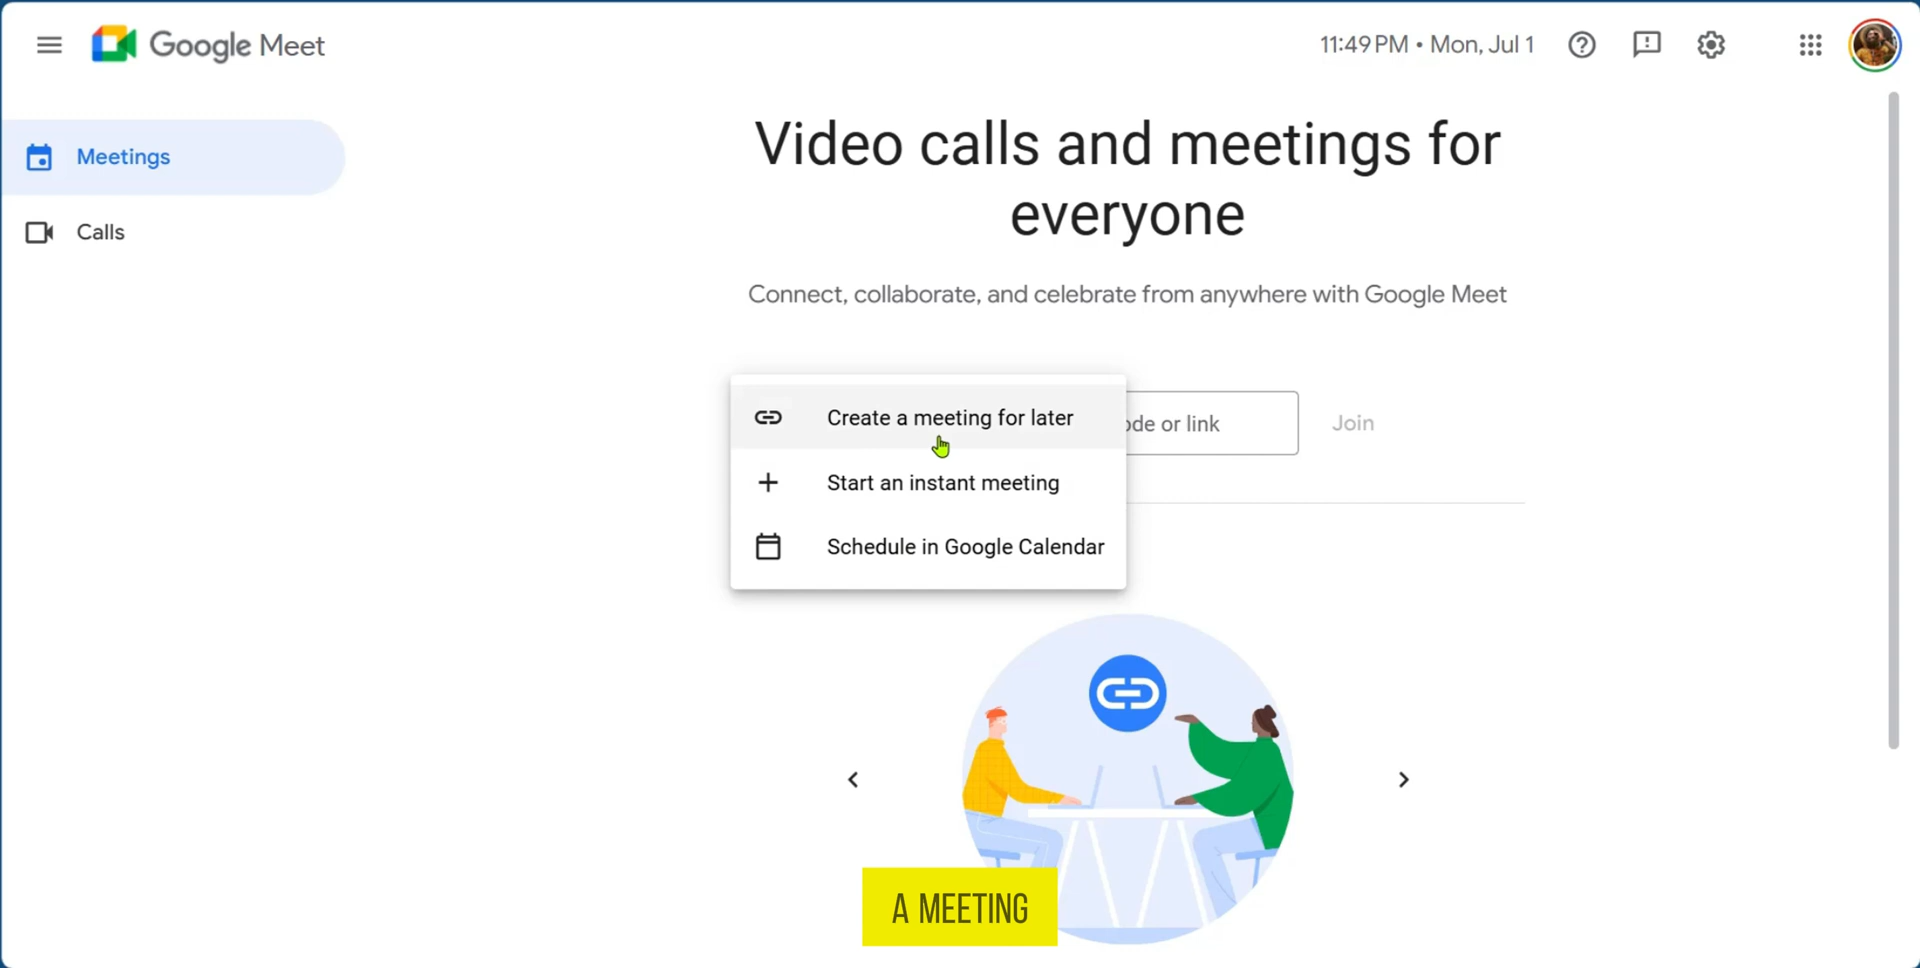 Google Meet
11:49 PM • Mon, Jul 1
Meetings
Calls
Video calls and meetings for
everyone
Connect, collaborate, and celebrate from anywhere with Google Meet
Create a meeting for later
ode or link
Join
Start an instant meeting
Schedule in Google Calendar
A MEETING